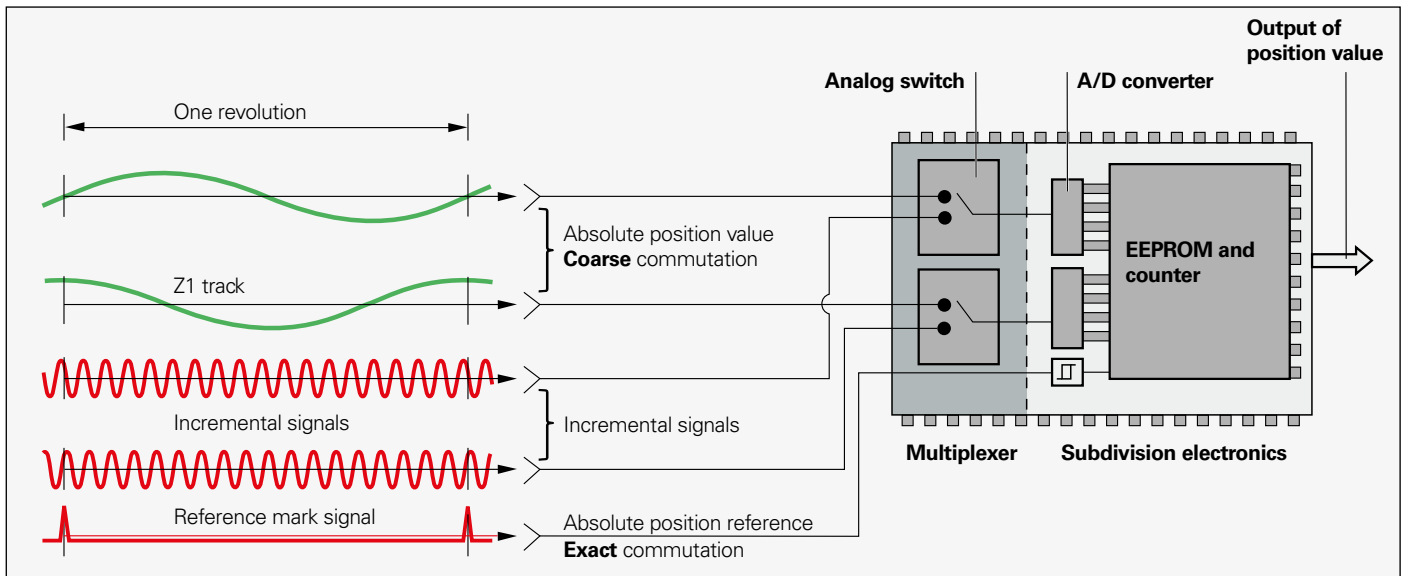 Output of
position value
Analog switch
A/D converter
One revolution
Absolute position value
Coarse commutation
EEPROM and
counter
Z1 track
Incremental signals
Incremental signals
Multiplexer
Subdivision electronics
Reference mark signal
Absolute position reference
Exact commutation